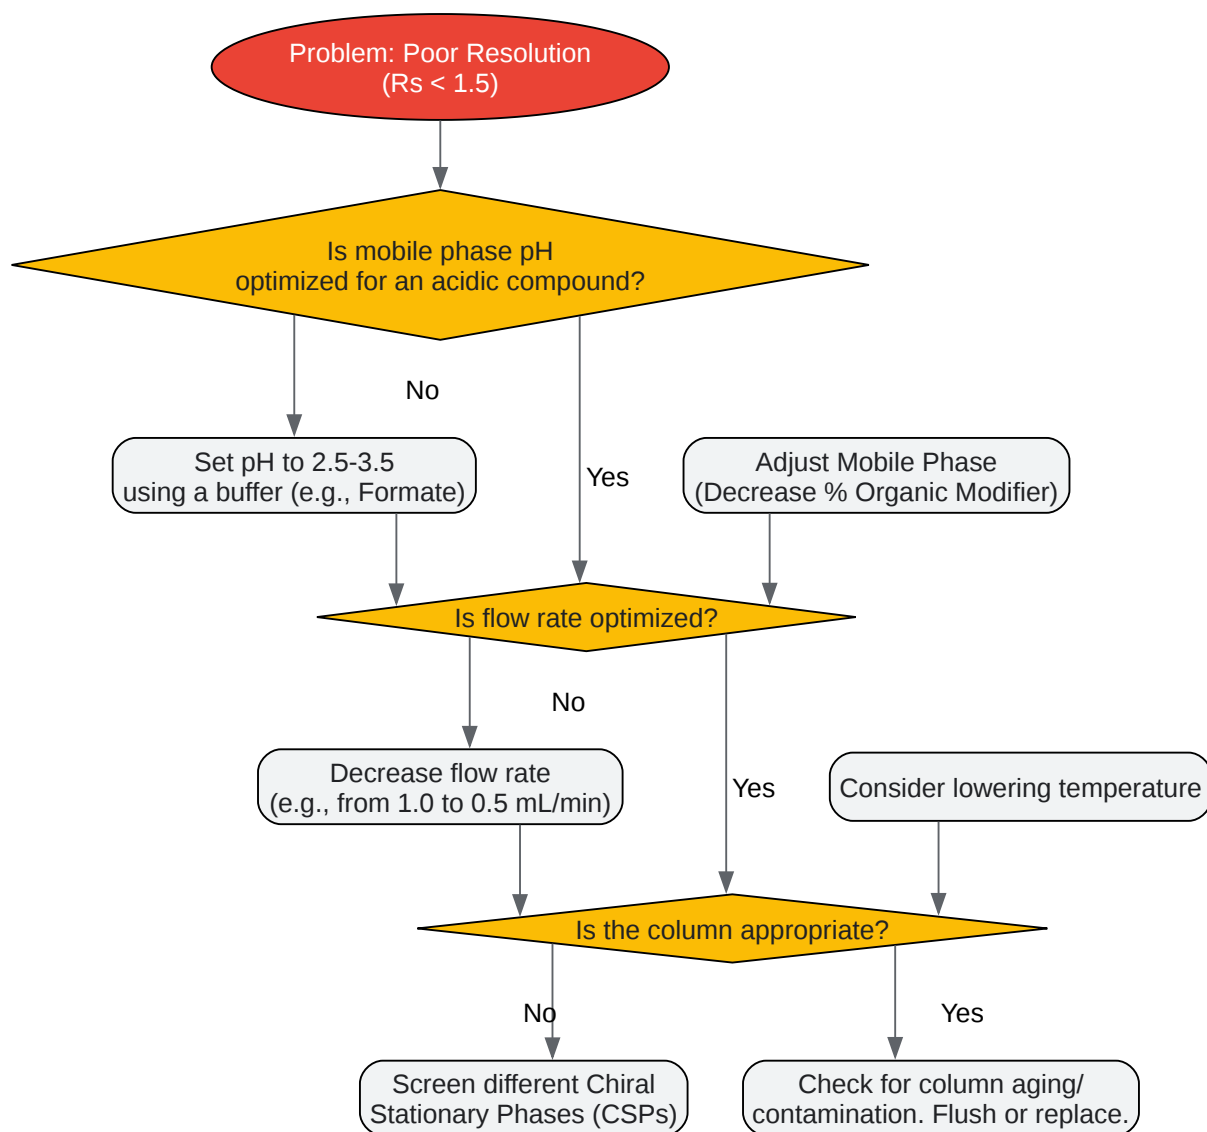 Problem: Poor Resolution
(Rs < 1.5)
Is mobile phase pH
optimized for an acidic compound?
No
Set pH to 2.5-3.5
using a buffer (e.g., Formate)
Yes
Adjust Mobile Phase
(Decrease % Organic Modifier)
Is flow rate optimized?
No
Decrease flow rate
(e.g., from 1.0 to 0.5 mL/min)
Yes
Consider lowering temperature
Is the column appropriate?
No
Yes
Screen different Chiral
Stationary Phases (CSPs)
Check for column aging/
contamination. Flush or replace.